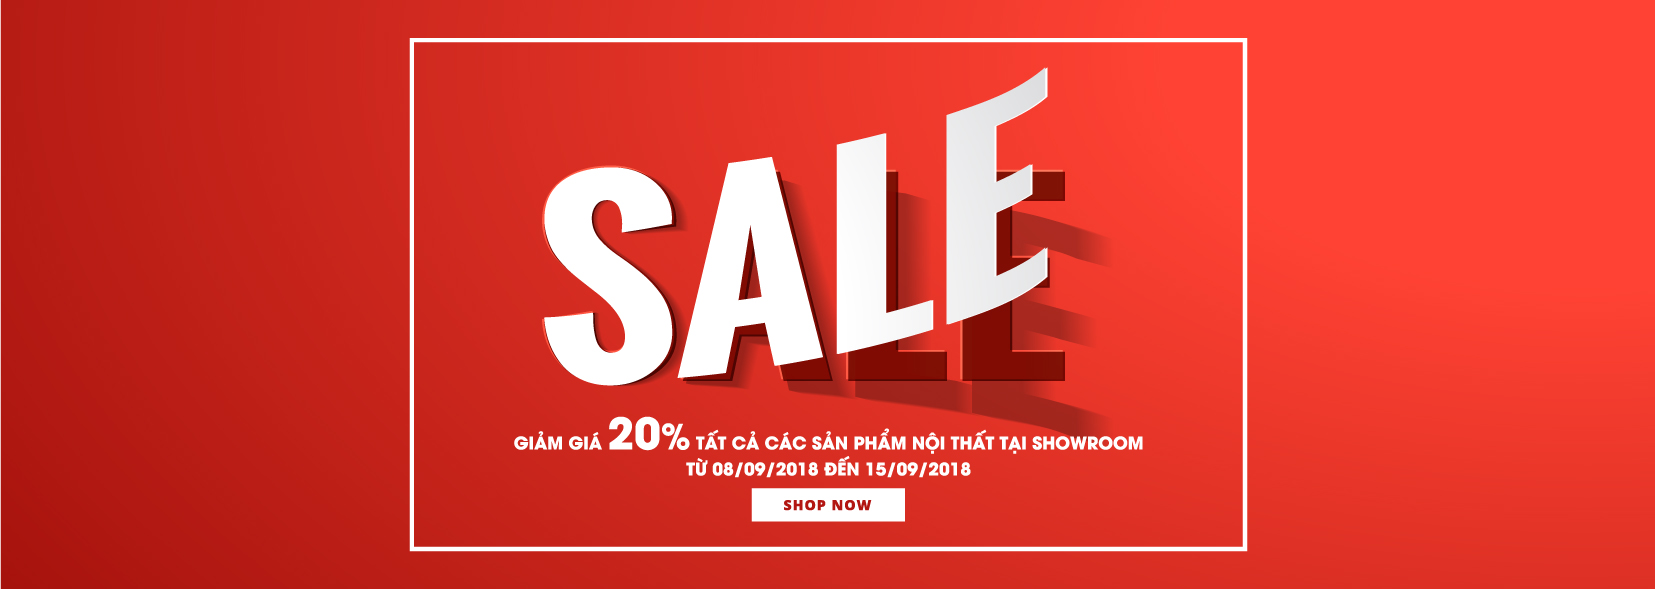 SALE
GIẢM GIÁ 20% TẤT CẢ CÁC SẢN PHẨM NỘI THẤT TẠI SHOWROOM
TỪ 08/09/2018 ĐẾN 15/09/2018
SHOP NOW